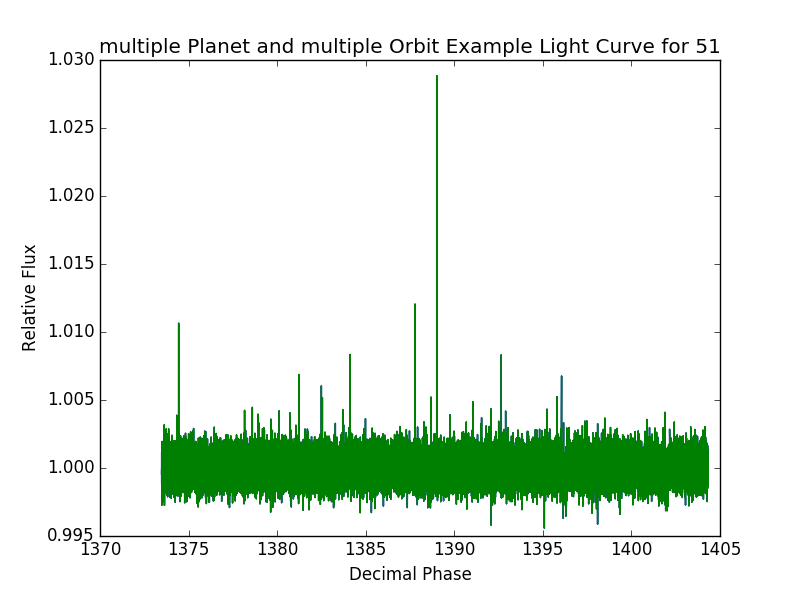 multiple Planet and multiple Orbit Example Light Curve for 51
1.030
1.025
1.020
1.015
1.010
1.005
1.000
0.995
Relative Flux
1370 1375 1380 1385 1390 1395 1400 1405
Decimal Phase